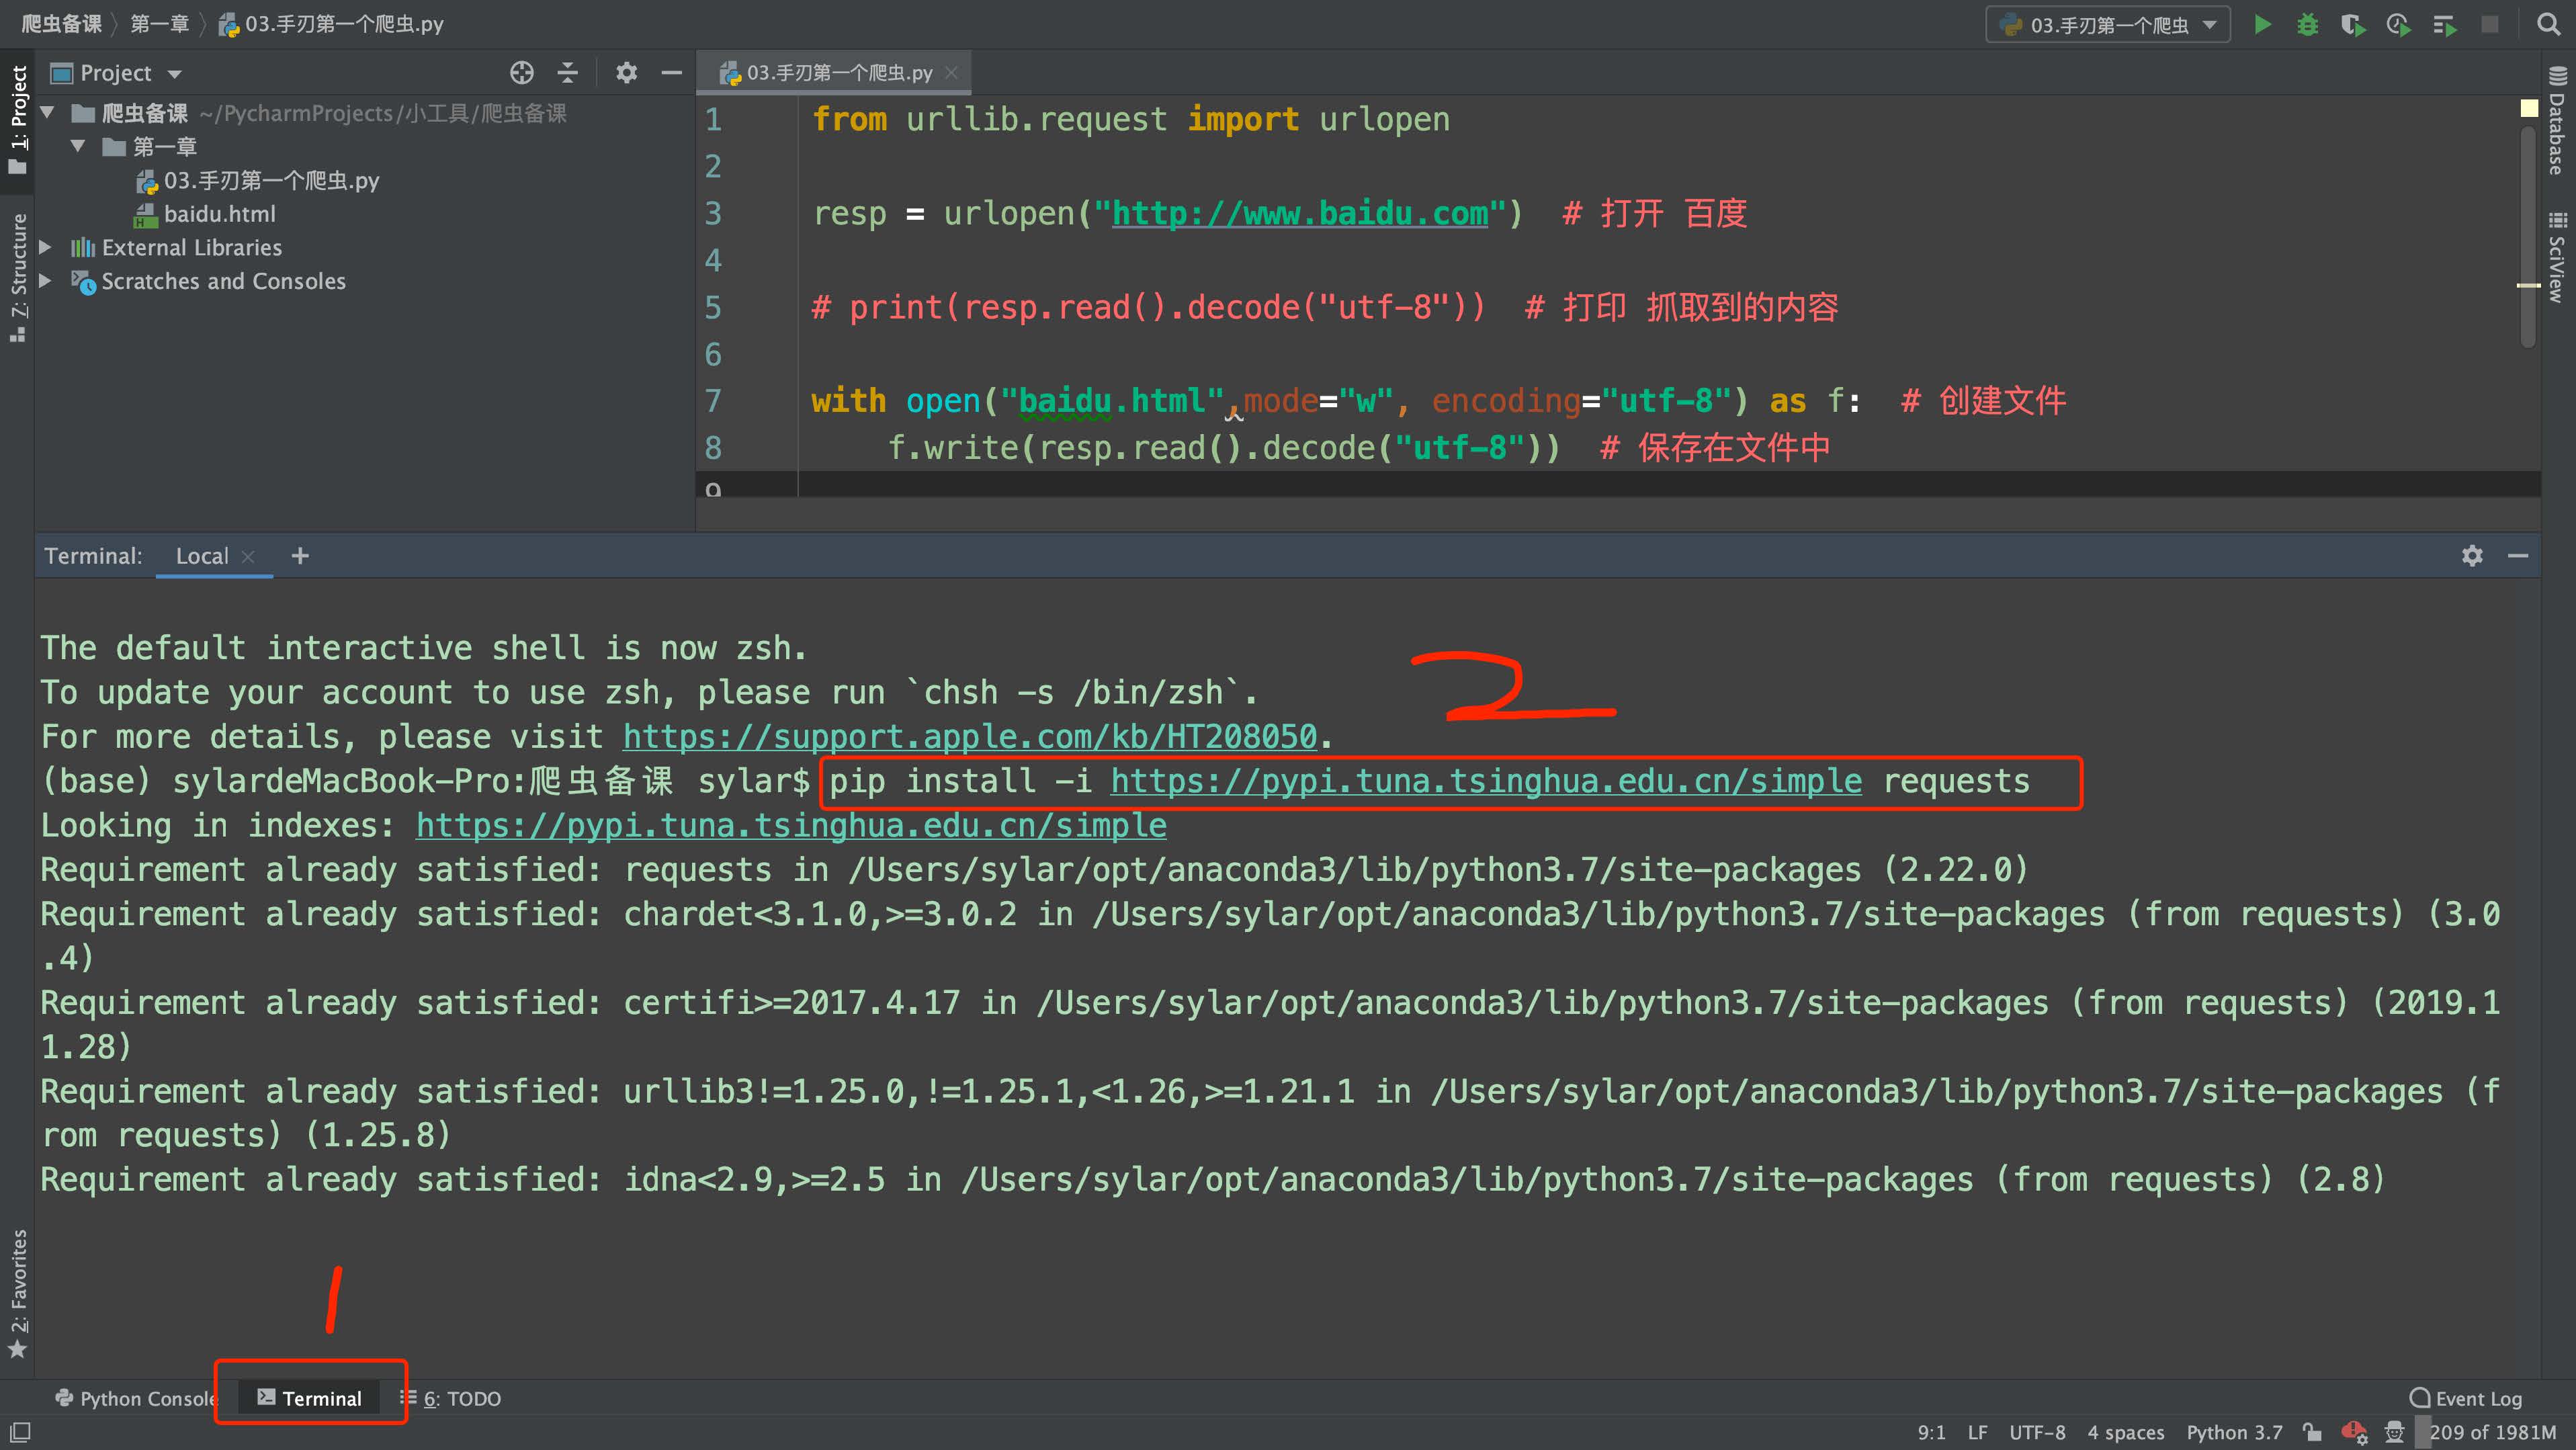 爬虫备课 第一章 03.手刃第一个爬虫.py
03.手刃第一个爬虫
Project
03.手刃第一个爬虫.py
1: Project
7: Structure
2: Favorites
Database
SciView
爬虫备课 ~/PycharmProjects/小工具/爬虫备课
第一章
03.手刃第一个爬虫.py
baidu.html
External Libraries
Scratches and Consoles
1 from urllib.request import urlopen
2
3 resp = urlopen("http://www.baidu.com")  # 打开 百度
4
5 # print(resp.read().decode("utf-8"))  # 打印 抓取到的内容
6
7 with open("baidu.html",mode="w", encoding="utf-8") as f:  # 创建文件
8     f.write(resp.read().decode("utf-8"))  # 保存在文件中
9
Terminal: Local +
The default interactive shell is now zsh.
To update your account to use zsh, please run `chsh -s /bin/zsh`.
2
For more details, please visit https://support.apple.com/kb/HT208050.
(base) sylardeMacBook-Pro:爬虫备课 sylar$ pip install -i https://pypi.tuna.tsinghua.edu.cn/simple requests
Looking in indexes: https://pypi.tuna.tsinghua.edu.cn/simple
Requirement already satisfied: requests in /Users/sylar/opt/anaconda3/lib/python3.7/site-packages (2.22.0)
Requirement already satisfied: chardet<3.1.0,>=3.0.2 in /Users/sylar/opt/anaconda3/lib/python3.7/site-packages (from requests) (3.0
.4)
Requirement already satisfied: certifi>=2017.4.17 in /Users/sylar/opt/anaconda3/lib/python3.7/site-packages (from requests) (2019.1
1.28)
Requirement already satisfied: urllib3!=1.25.0,!=1.25.1,<1.26,>=1.21.1 in /Users/sylar/opt/anaconda3/lib/python3.7/site-packages (f
rom requests) (1.25.8)
Requirement already satisfied: idna<2.9,>=2.5 in /Users/sylar/opt/anaconda3/lib/python3.7/site-packages (from requests) (2.8)
1
Python Console Terminal 6: TODO Event Log
9:1 LF UTF-8 4 spaces Python 3.7 209 of 1981M